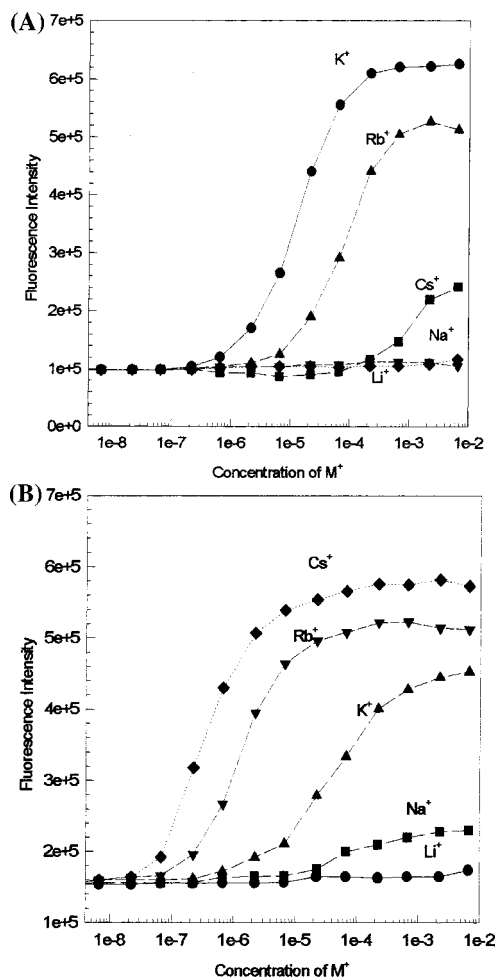 (A)
7e+5
6e+5
5e+5
4e+5
3e+5
2e+5
1e+5
0e+0
Fluorescence Intensity
K⁺
Rb⁺
Cs⁺
Na⁺
Li⁺
1e-8 1e-7 1e-6 1e-5 1e-4 1e-3 1e-2
Concentration of M⁺
(B)
7e+5
6e+5
5e+5
4e+5
3e+5
2e+5
1e+5
Fluorescence Intensity
Cs⁺
Rb⁺
K⁺
Na⁺
Li⁺
1e-8 1e-7 1e-6 1e-5 1e-4 1e-3 1e-2
Concentration of M⁺